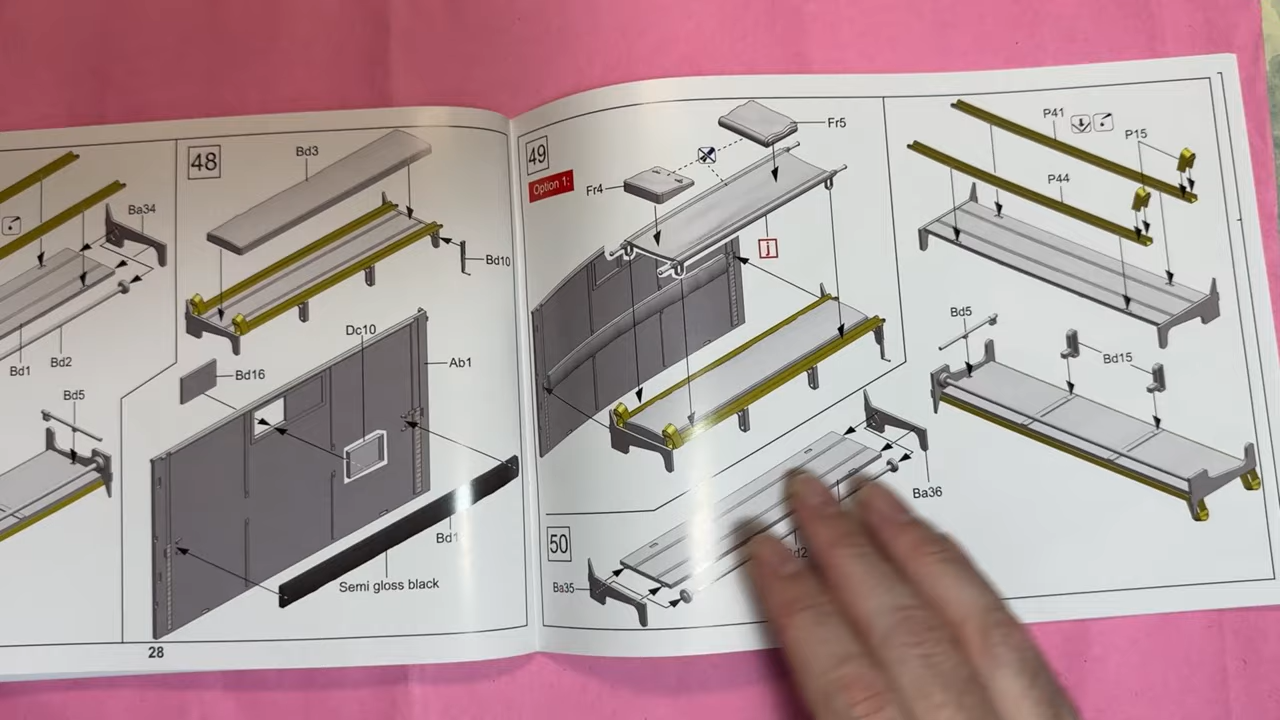 Ba34
Bd1
Bd2
Bd5
48
Bd3
Bd10
Bd16
Dc10
Ab1
Semi gloss black
28
49
Option 1:
Fr5
Fr4
j
50
Ba36
Ba35
P41
P15
P44
Bd5
Bd15